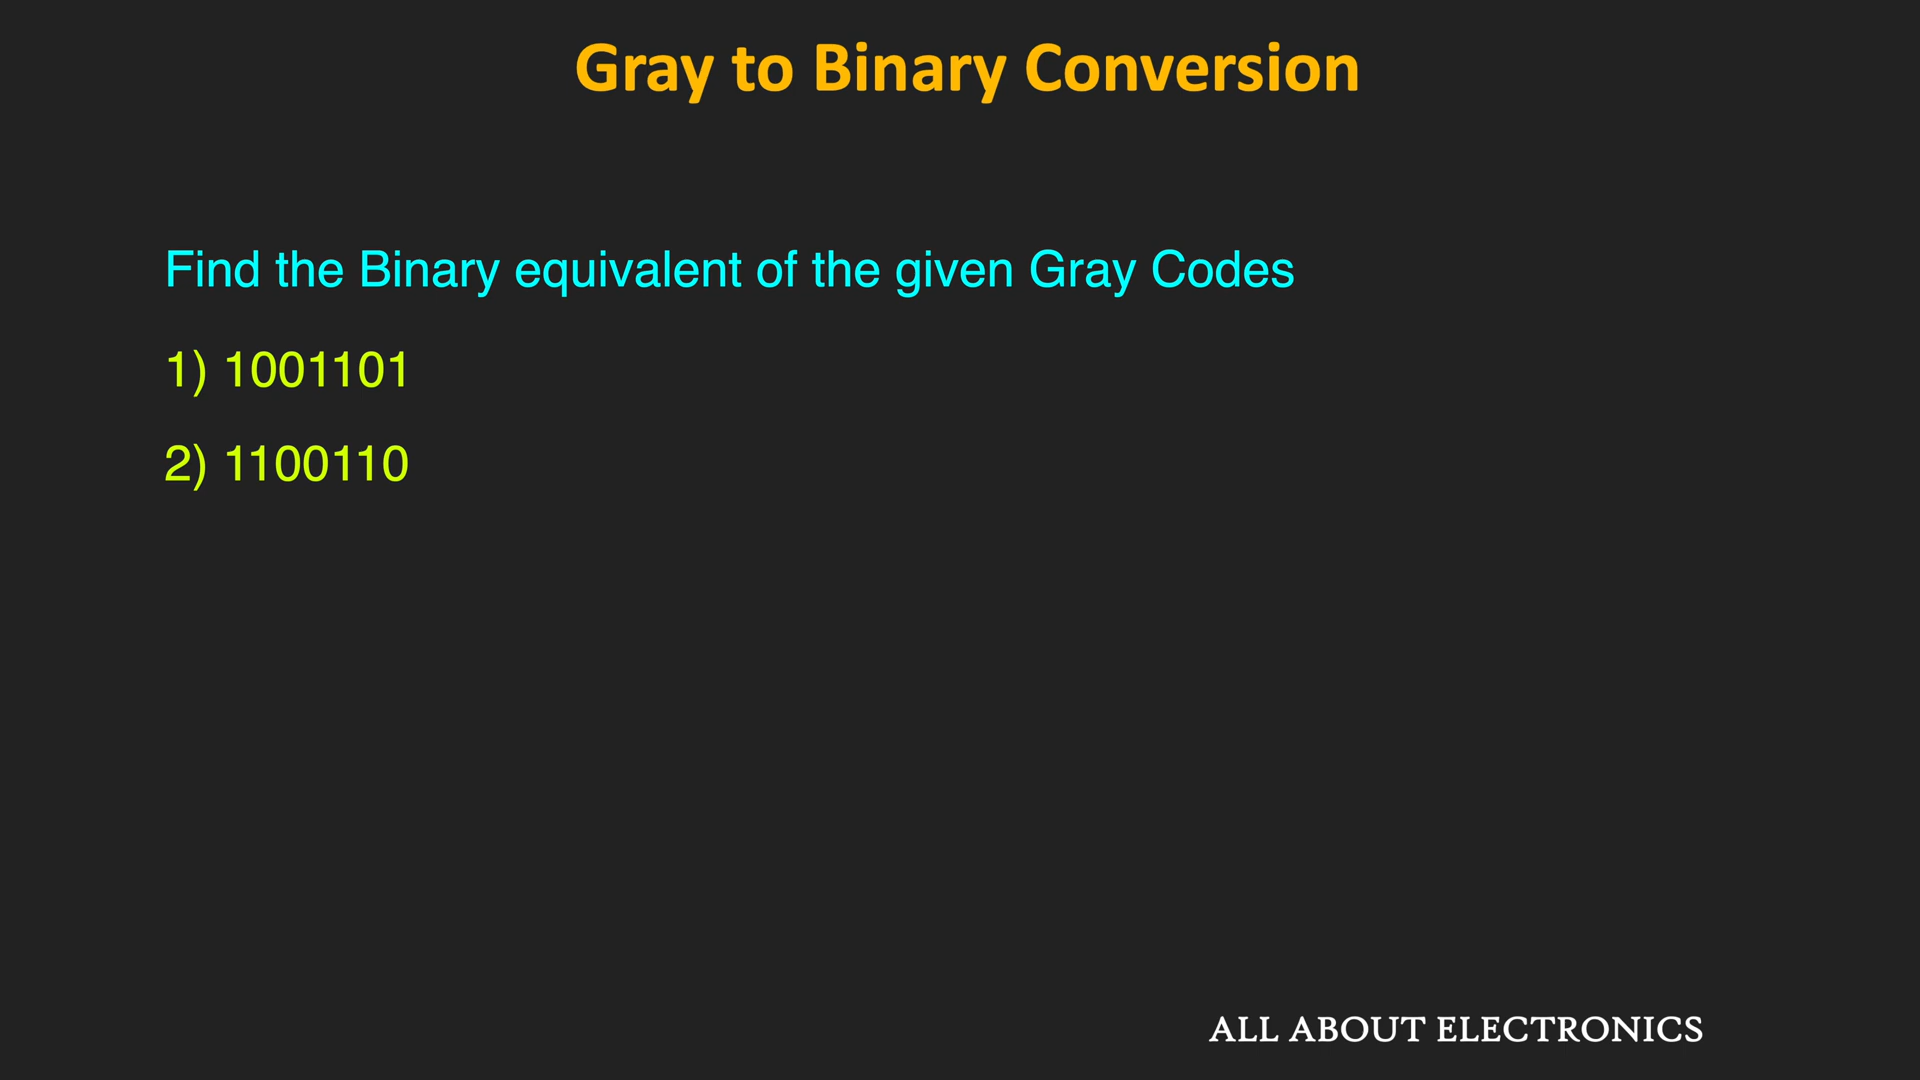 Gray to Binary Conversion
Find the Binary equivalent of the given Gray Codes
1) 1001101
2) 1100110
ALL ABOUT ELECTRONICS